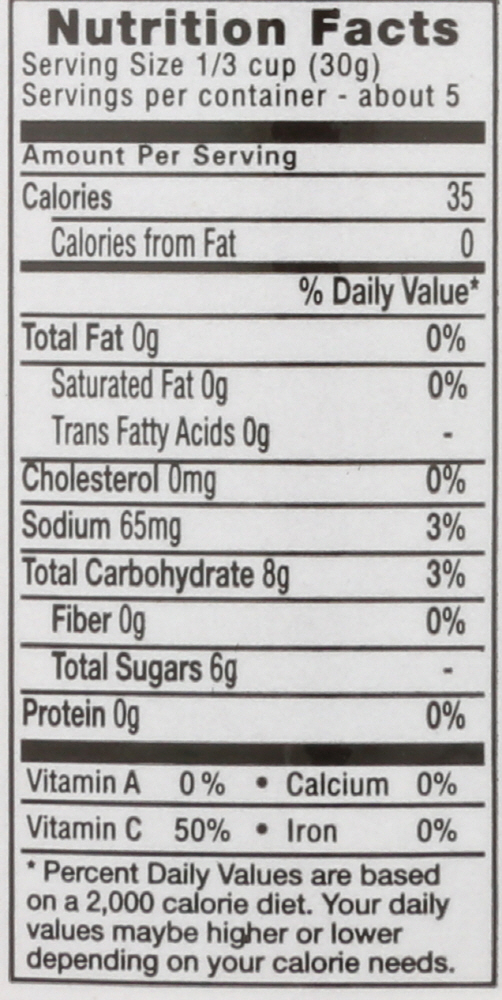 Nutrition Facts
Serving Size 1/3 cup (30g)
Servings per container - about 5
Amount Per Serving
Calories 35
Calories from Fat 0
% Daily Value*
Total Fat 0g 0%
Saturated Fat 0g 0%
Trans Fatty Acids 0g -
Cholesterol 0mg 0%
Sodium 65mg 3%
Total Carbohydrate 8g 3%
Fiber 0g 0%
Total Sugars 6g -
Protein 0g 0%
Vitamin A 0% • Calcium 0%
Vitamin C 50% • Iron 0%
* Percent Daily Values are based
on a 2,000 calorie diet. Your daily
values maybe higher or lower
depending on your calorie needs.